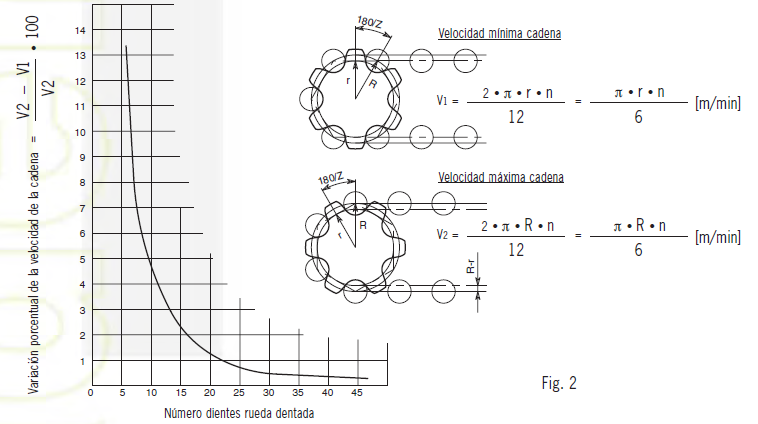 Variación porcentual de la velocidad de la cadena = V2 – V1 / V2 • 100
14
13
12
11
10
9
8
7
6
5
4
3
2
1
0 5 10 15 20 25 30 35 40 45
Número dientes rueda dentada
180/Z
r
R
Velocidad mínima cadena
V1 = 2 • π • r • n / 12 = π • r • n / 6 [m/min]
180/Z
R
r
R-r
Velocidad máxima cadena
V2 = 2 • π • R • n / 12 = π • R • n / 6 [m/min]
Fig. 2